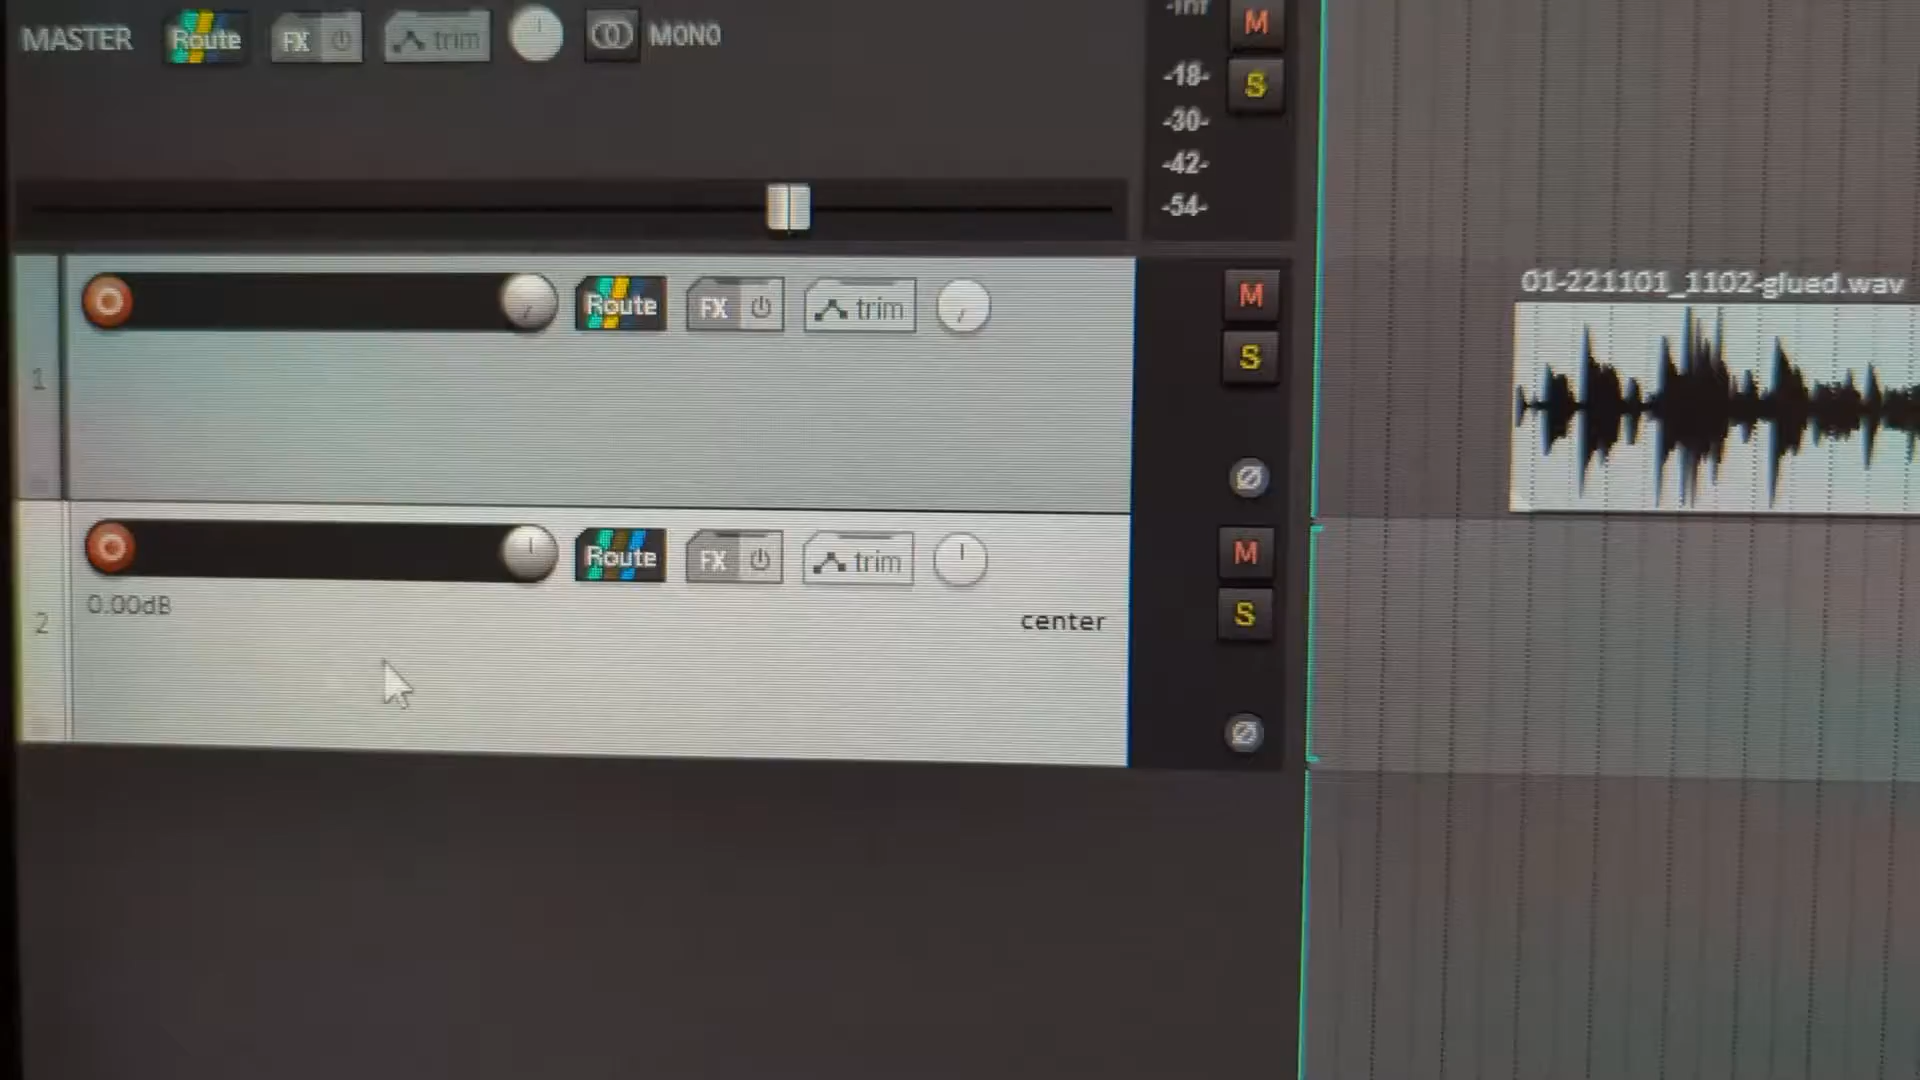 MASTER Route FX trim MONO
-inf M
-18- S
-30-
-42-
-54-
1 Route FX trim M
S
01-221101_1102-glued.wav
2 Route FX trim M
0.00dB center S